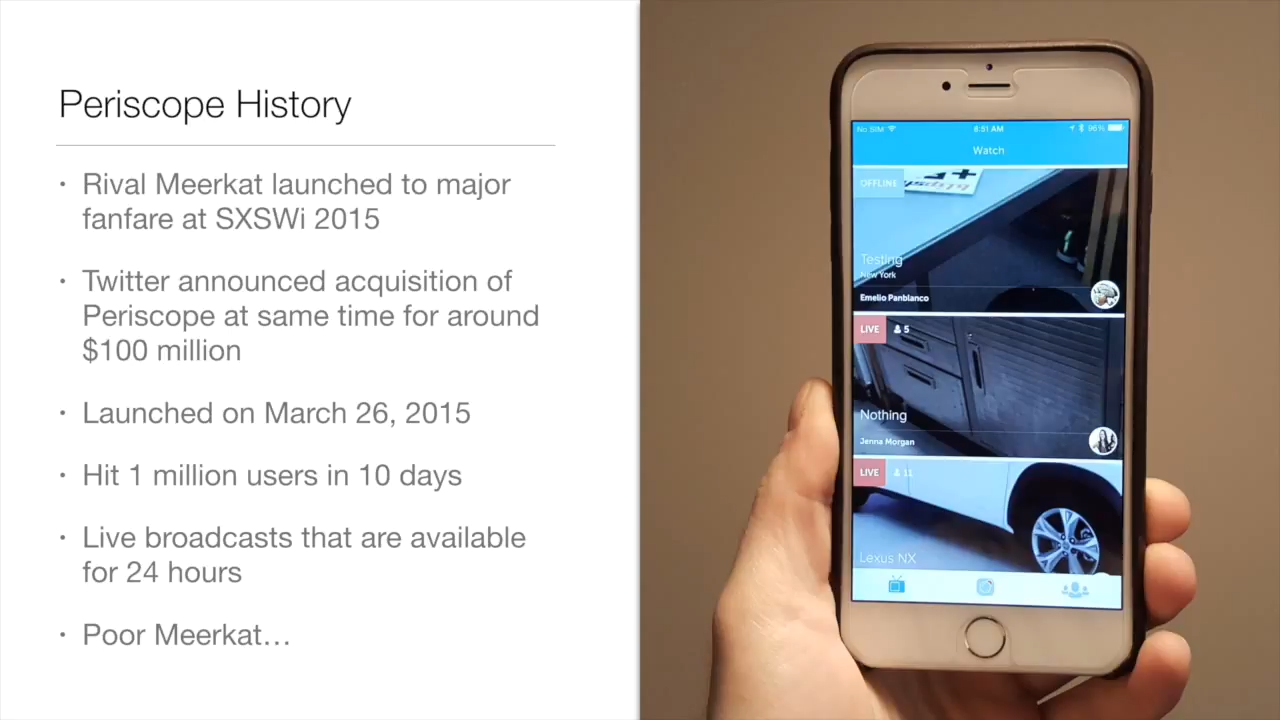 Periscope History
• Rival Meerkat launched to major
fanfare at SXSWi 2015
• Twitter announced acquisition of
Periscope at same time for around
$100 million
• Launched on March 26, 2015
• Hit 1 million users in 10 days
• Live broadcasts that are available
for 24 hours
• Poor Meerkat…
No SIM
6:51 AM
96%
Watch
OFFLINE
Testing
New York
Emelio Panblanco
LIVE 5
Nothing
Jenna Morgan
LIVE 11
Lexus NX